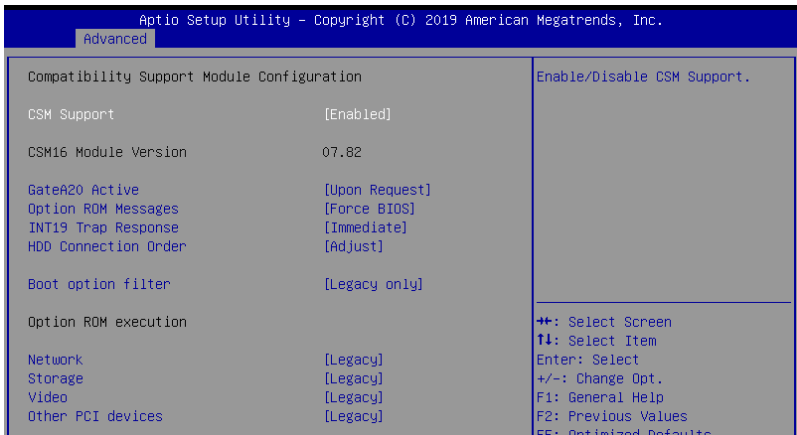 Aptio Setup Utility – Copyright (C) 2019 American Megatrends, Inc.
Advanced
Compatibility Support Module Configuration
Enable/Disable CSM Support.
CSM Support [Enabled]
CSM16 Module Version 07.82
GateA20 Active [Upon Request]
Option ROM Messages [Force BIOS]
INT19 Trap Response [Immediate]
HDD Connection Order [Adjust]
Boot option filter [Legacy only]
Option ROM execution
Network [Legacy]
Storage [Legacy]
Video [Legacy]
Other PCI devices [Legacy]
→←: Select Screen
↑↓: Select Item
Enter: Select
+/-: Change Opt.
F1: General Help
F2: Previous Values
Optimized Defaults